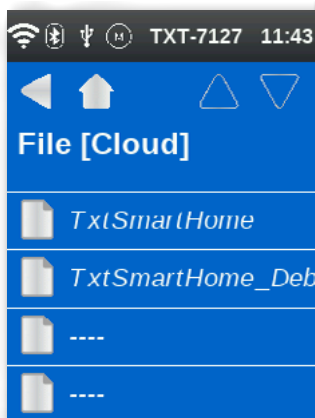 TXT-7127 11:43
File [Cloud]
TxtSmartHome
TxtSmartHome_Deb
----
----